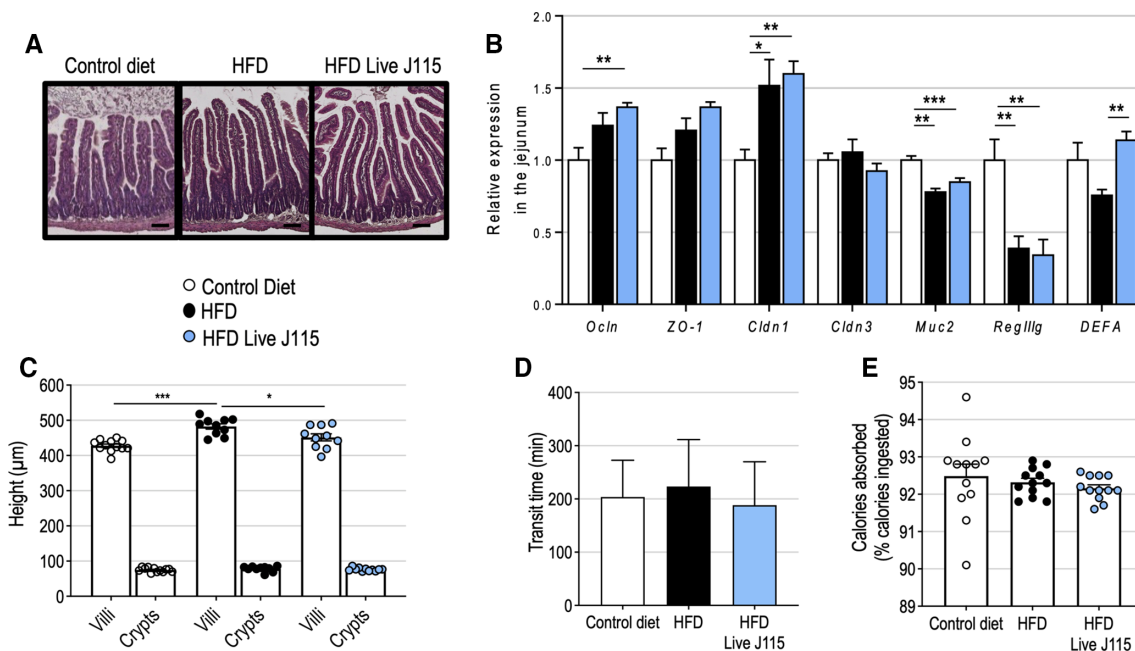 A
Control diet HFD HFD Live J115
Control Diet
HFD
HFD Live J115
B
Relative expression
in the jejunum
2.0
1.5
1.0
0.5
0.0
**
*
**
**
***
**
**
**
Ocln ZO-1 Cldn1 Cldn3 Muc2 RegIIIg DEFA
C
Height (µm)
600
500
400
300
200
100
0
***
*
Villi Crypts Villi Crypts Villi Crypts
D
Transit time (min)
400
300
200
100
0
Control diet HFD HFD
Live J115
E
Calories absorbed
(% calories ingested)
95
94
93
92
91
90
89
Control diet HFD HFD
Live J115